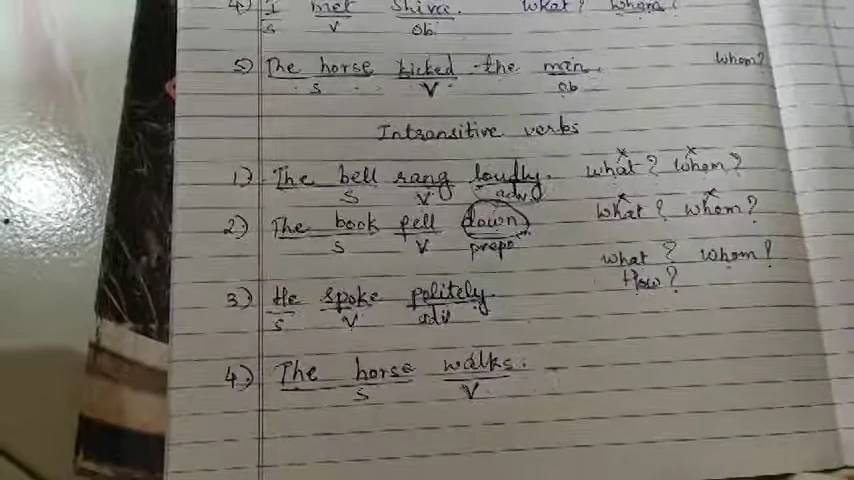 4) I met Shiva. What? Whom?
S V Ob
5) The horse kicked the man. Whom?
S V Ob
Intransitive verbs
1) The bell rang loudly. What? Whom?
S V adv
2) The book fell down What? Whom?
S V prepo
What? Whom?
How?
3) He spoke politely.
S V adv
4) The horse walks.
S V